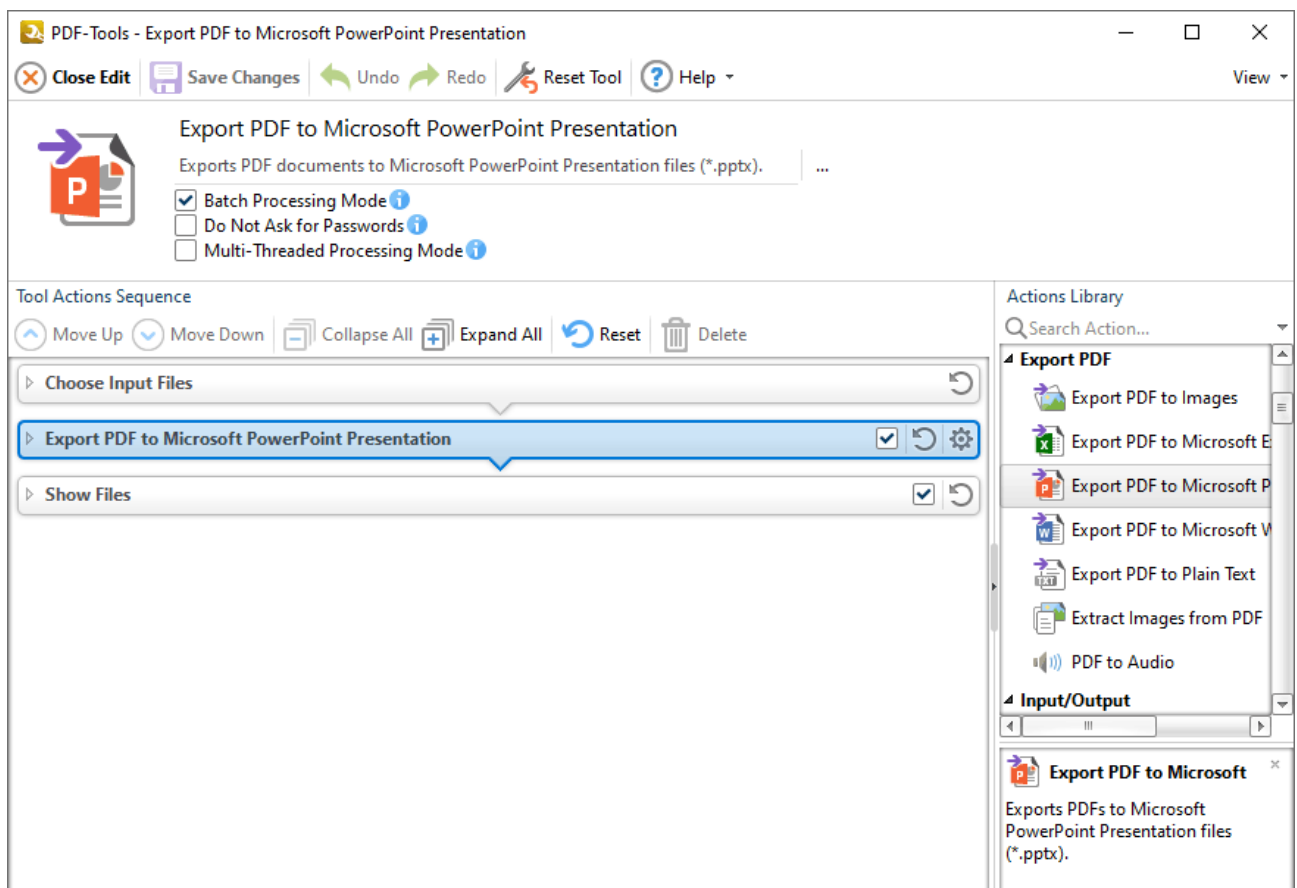 PDF-Tools - Export PDF to Microsoft PowerPoint Presentation
Close Edit Save Changes Undo Redo Reset Tool ? Help View
Export PDF to Microsoft PowerPoint Presentation
Exports PDF documents to Microsoft PowerPoint Presentation files (*.pptx). ...
Batch Processing Mode
Do Not Ask for Passwords
Multi-Threaded Processing Mode
Tool Actions Sequence
Move Up Move Down Collapse All Expand All Reset Delete
Choose Input Files
Export PDF to Microsoft PowerPoint Presentation
Show Files
Actions Library
Search Action...
Export PDF
Export PDF to Images
Export PDF to Microsoft E
Export PDF to Microsoft P
Export PDF to Microsoft W
Export PDF to Plain Text
Extract Images from PDF
PDF to Audio
Input/Output
Export PDF to Microsoft
Exports PDFs to Microsoft
PowerPoint Presentation files
(*.pptx).